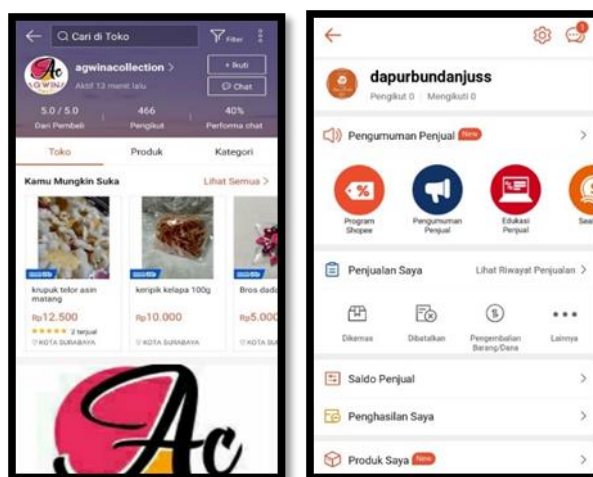 Cari di Toko
Filter
agwinacollection >
+ Ikuti
Aktif 13 menit lalu
Chat
5.0 / 5.0
466
40%
Dari Pembeli
Pengikut
Performa chat
Toko
Produk
Kategori
Kamu Mungkin Suka
Lihat Semua >
krupuk telor asin
matang
Rp12.500
2 terjual
KOTA SURABAYA
keripik kelapa 100g
Rp10.000
KOTA SURABAYA
Bros dada
Rp5.000
KOTA SU
Ac
dapurbundanjuss
Pengikut 0
Mengikuti 0
Pengumuman Penjual
New
Program
Shopee
Pengumuman
Penjual
Edukasi
Penjual
Penjualan Saya
Lihat Riwayat Penjualan >
Dikemas
Dibatalkan
Pengembalian
Barang/Dana
Lainnya
Saldo Penjual
Penghasilan Saya
Produk Saya
New